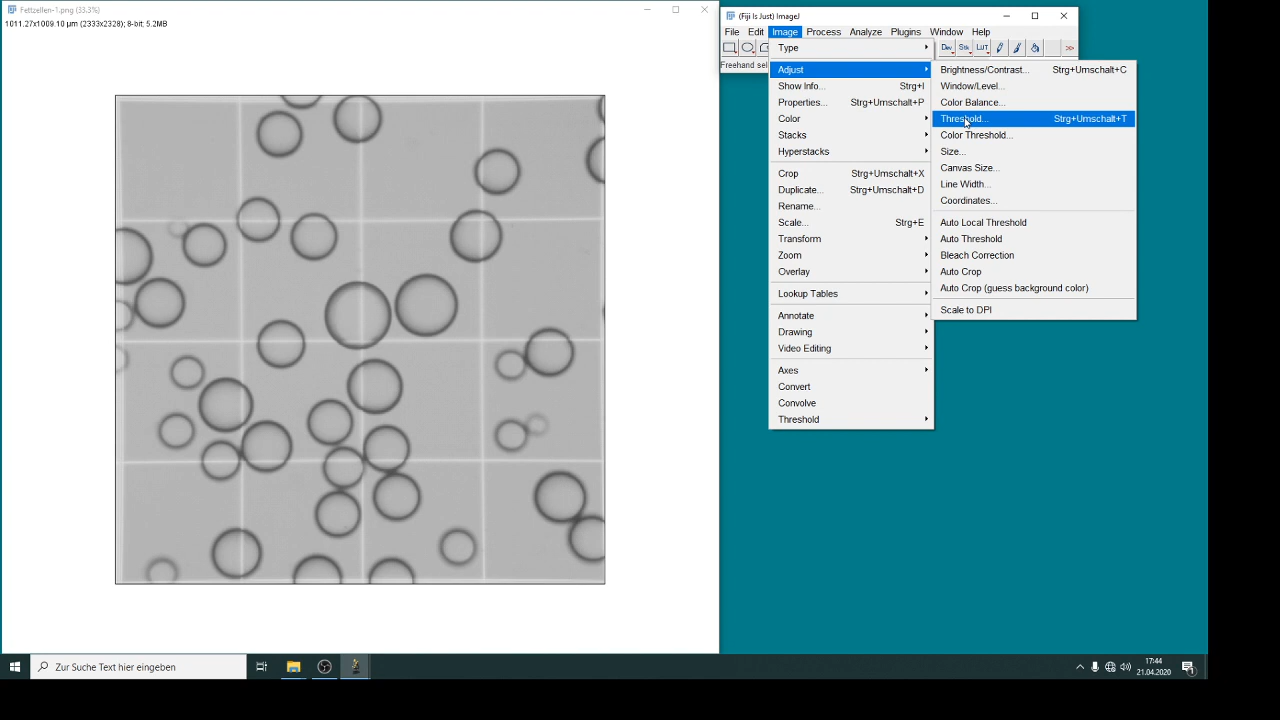 Fettzellen-1.png (33.3%)
1011.27x1009.10 µm (2333x2328); 8-bit; 5.2MB
(Fiji Is Just) ImageJ
File Edit Image Process Analyze Plugins Window Help
Dev Stk LUT >>
Freehand sel
Type
Adjust
Show Info... Strg+I
Properties... Strg+Umschalt+P
Color
Stacks
Hyperstacks
Crop Strg+Umschalt+X
Duplicate... Strg+Umschalt+D
Rename...
Scale... Strg+E
Transform
Zoom
Overlay
Lookup Tables
Annotate
Drawing
Video Editing
Axes
Convert
Convolve
Threshold
Brightness/Contrast... Strg+Umschalt+C
Window/Level...
Color Balance...
Threshold... Strg+Umschalt+T
Color Threshold...
Size...
Canvas Size...
Line Width...
Coordinates...
Auto Local Threshold
Auto Threshold
Bleach Correction
Auto Crop
Auto Crop (guess background color)
Scale to DPI
Zur Suche Text hier eingeben
17:44
21.04.2020
1